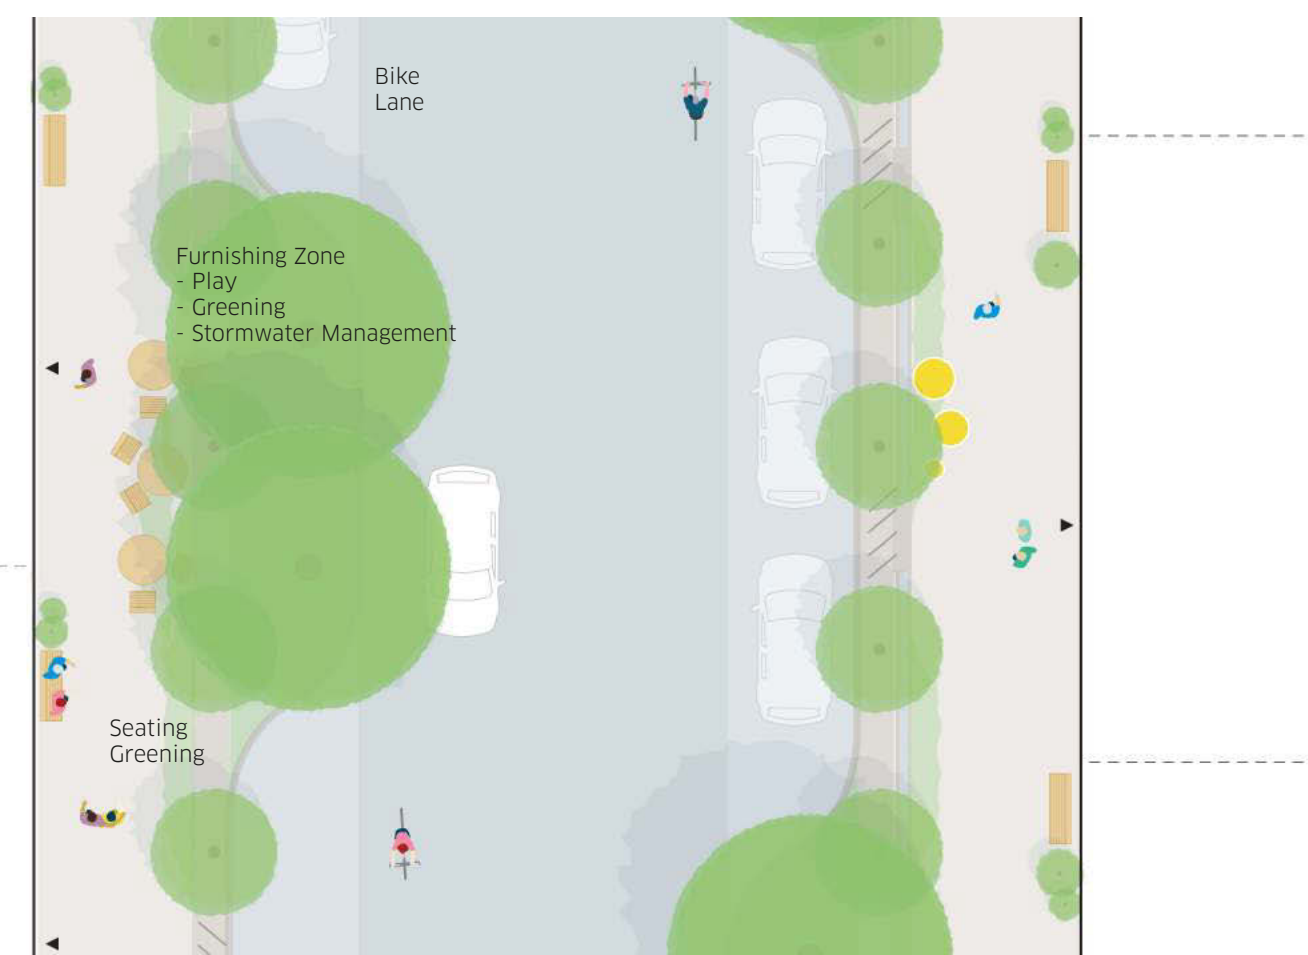 Bike
Lane
Furnishing Zone
- Play
- Greening
- Stormwater Management
Seating
Greening